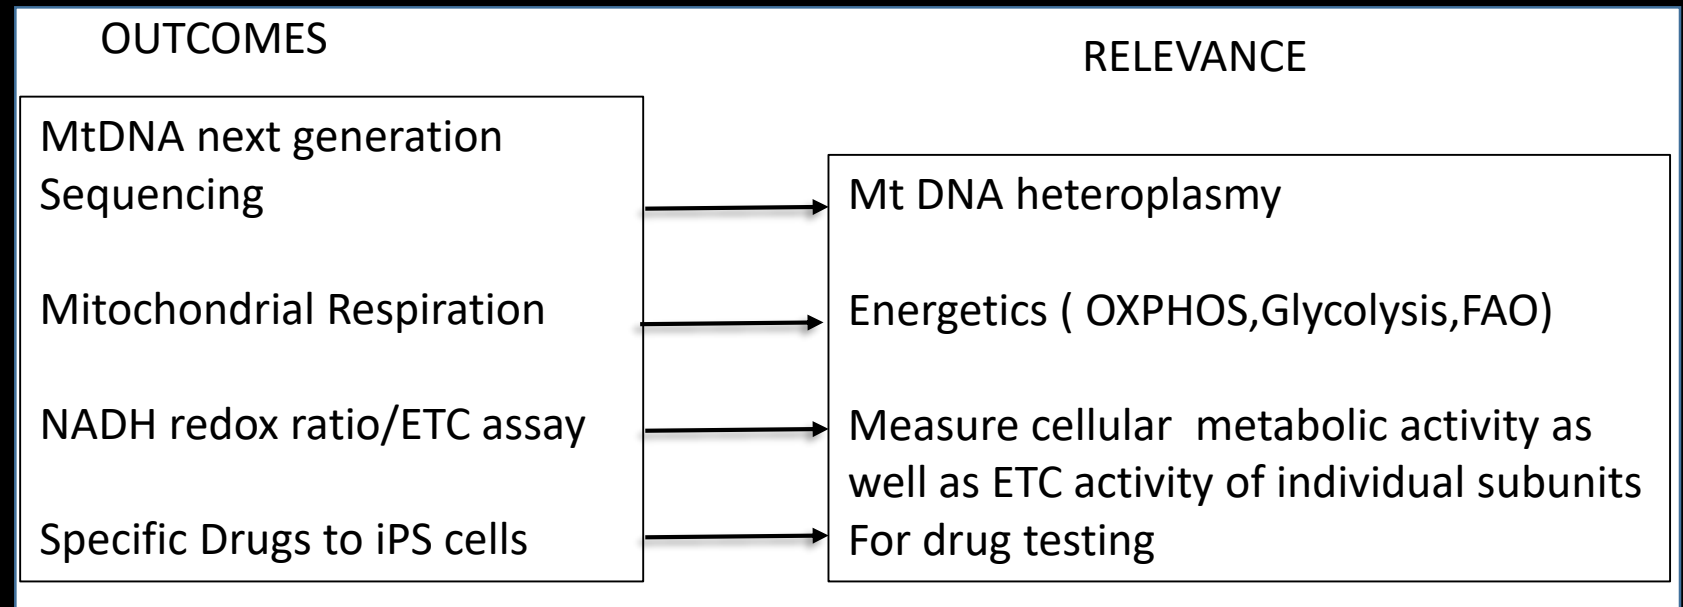 OUTCOMES
RELEVANCE
MtDNA next generation
Sequencing
Mitochondrial Respiration
NADH redox ratio/ETC assay
Specific Drugs to iPS cells
Mt DNA heteroplasmy
Energetics ( OXPHOS,Glycolysis,FAO)
Measure cellular  metabolic activity as
well as ETC activity of individual subunits
For drug testing